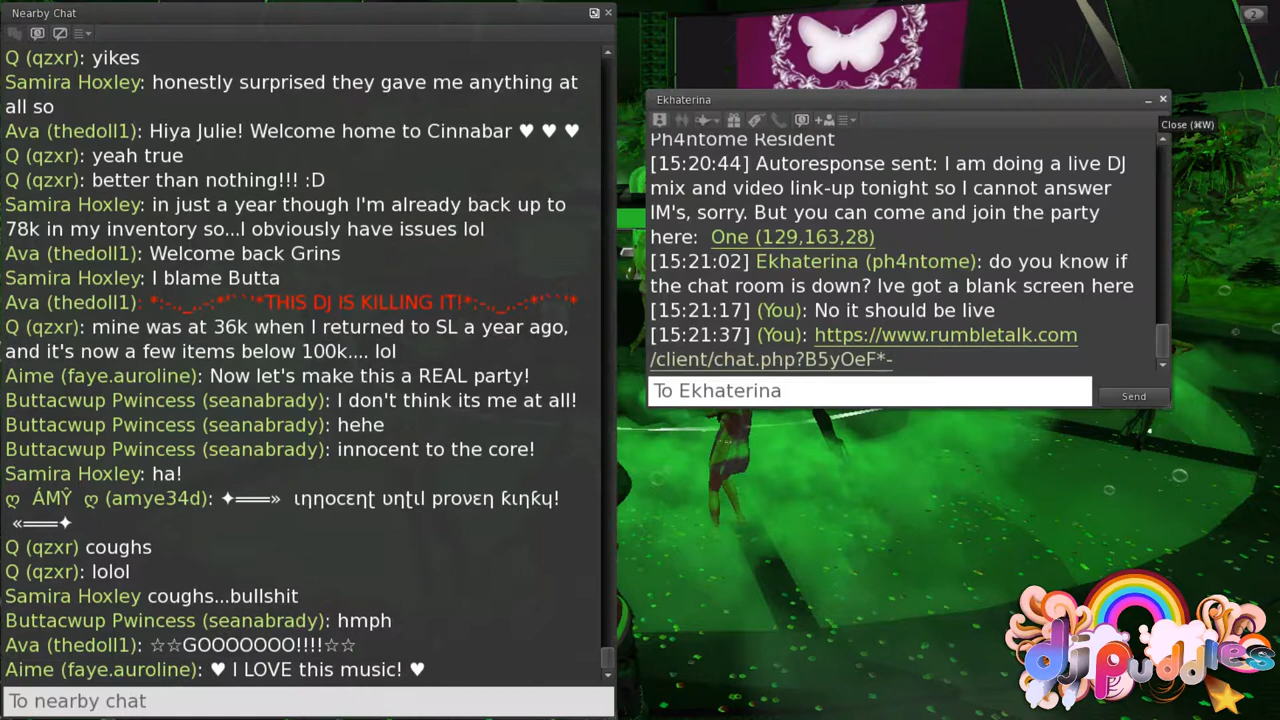 Nearby Chat
Q (qzxr): yikes
Samira Hoxley: honestly surprised they gave me anything at
all so
Ava (thedoll1): Hiya Julie! Welcome home to Cinnabar ♥ ♥ ♥
Q (qzxr): yeah true
Q (qzxr): better than nothing!!! :D
Samira Hoxley: in just a year though I'm already back up to
78k in my inventory so...I obviously have issues lol
Ava (thedoll1): Welcome back Grins
Samira Hoxley: I blame Butta
Ava (thedoll1): *:-.,_,.-:*'``'*THIS DJ IS KILLING IT!*:-.,_,.-:*'``'*
Q (qzxr): mine was at 36k when I returned to SL a year ago,
and it's now a few items below 100k.... lol
Aime (faye.auroline): Now let's make this a REAL party!
Buttacwup Pwincess (seanabrady): I don't think its me at all!
Buttacwup Pwincess (seanabrady): hehe
Buttacwup Pwincess (seanabrady): innocent to the core!
Samira Hoxley: ha!
ღ ÁMŶ ღ (amye34d): ✦═══» ιηηοcεηʈ υηʈιl prονεη ƙιηƙų!
«═══✦
Q (qzxr) coughs
Q (qzxr): lolol
Samira Hoxley coughs...bullshit
Buttacwup Pwincess (seanabrady): hmph
Ava (thedoll1): ☆☆GOOOOOOO!!!!☆☆
Aime (faye.auroline): ♥ I LOVE this music! ♥
To nearby chat
2
Ekhaterina
Close (⌘W)
Ph4ntome Resident
[15:20:44] Autoresponse sent: I am doing a live DJ
mix and video link-up tonight so I cannot answer
IM's, sorry. But you can come and join the party
here: One (129,163,28)
[15:21:02] Ekhaterina (ph4ntome): do you know if
the chat room is down? Ive got a blank screen here
[15:21:17] (You): No it should be live
[15:21:37] (You): https://www.rumbletalk.com
/client/chat.php?B5yOeF*-
To Ekhaterina
Send
dj Puddles